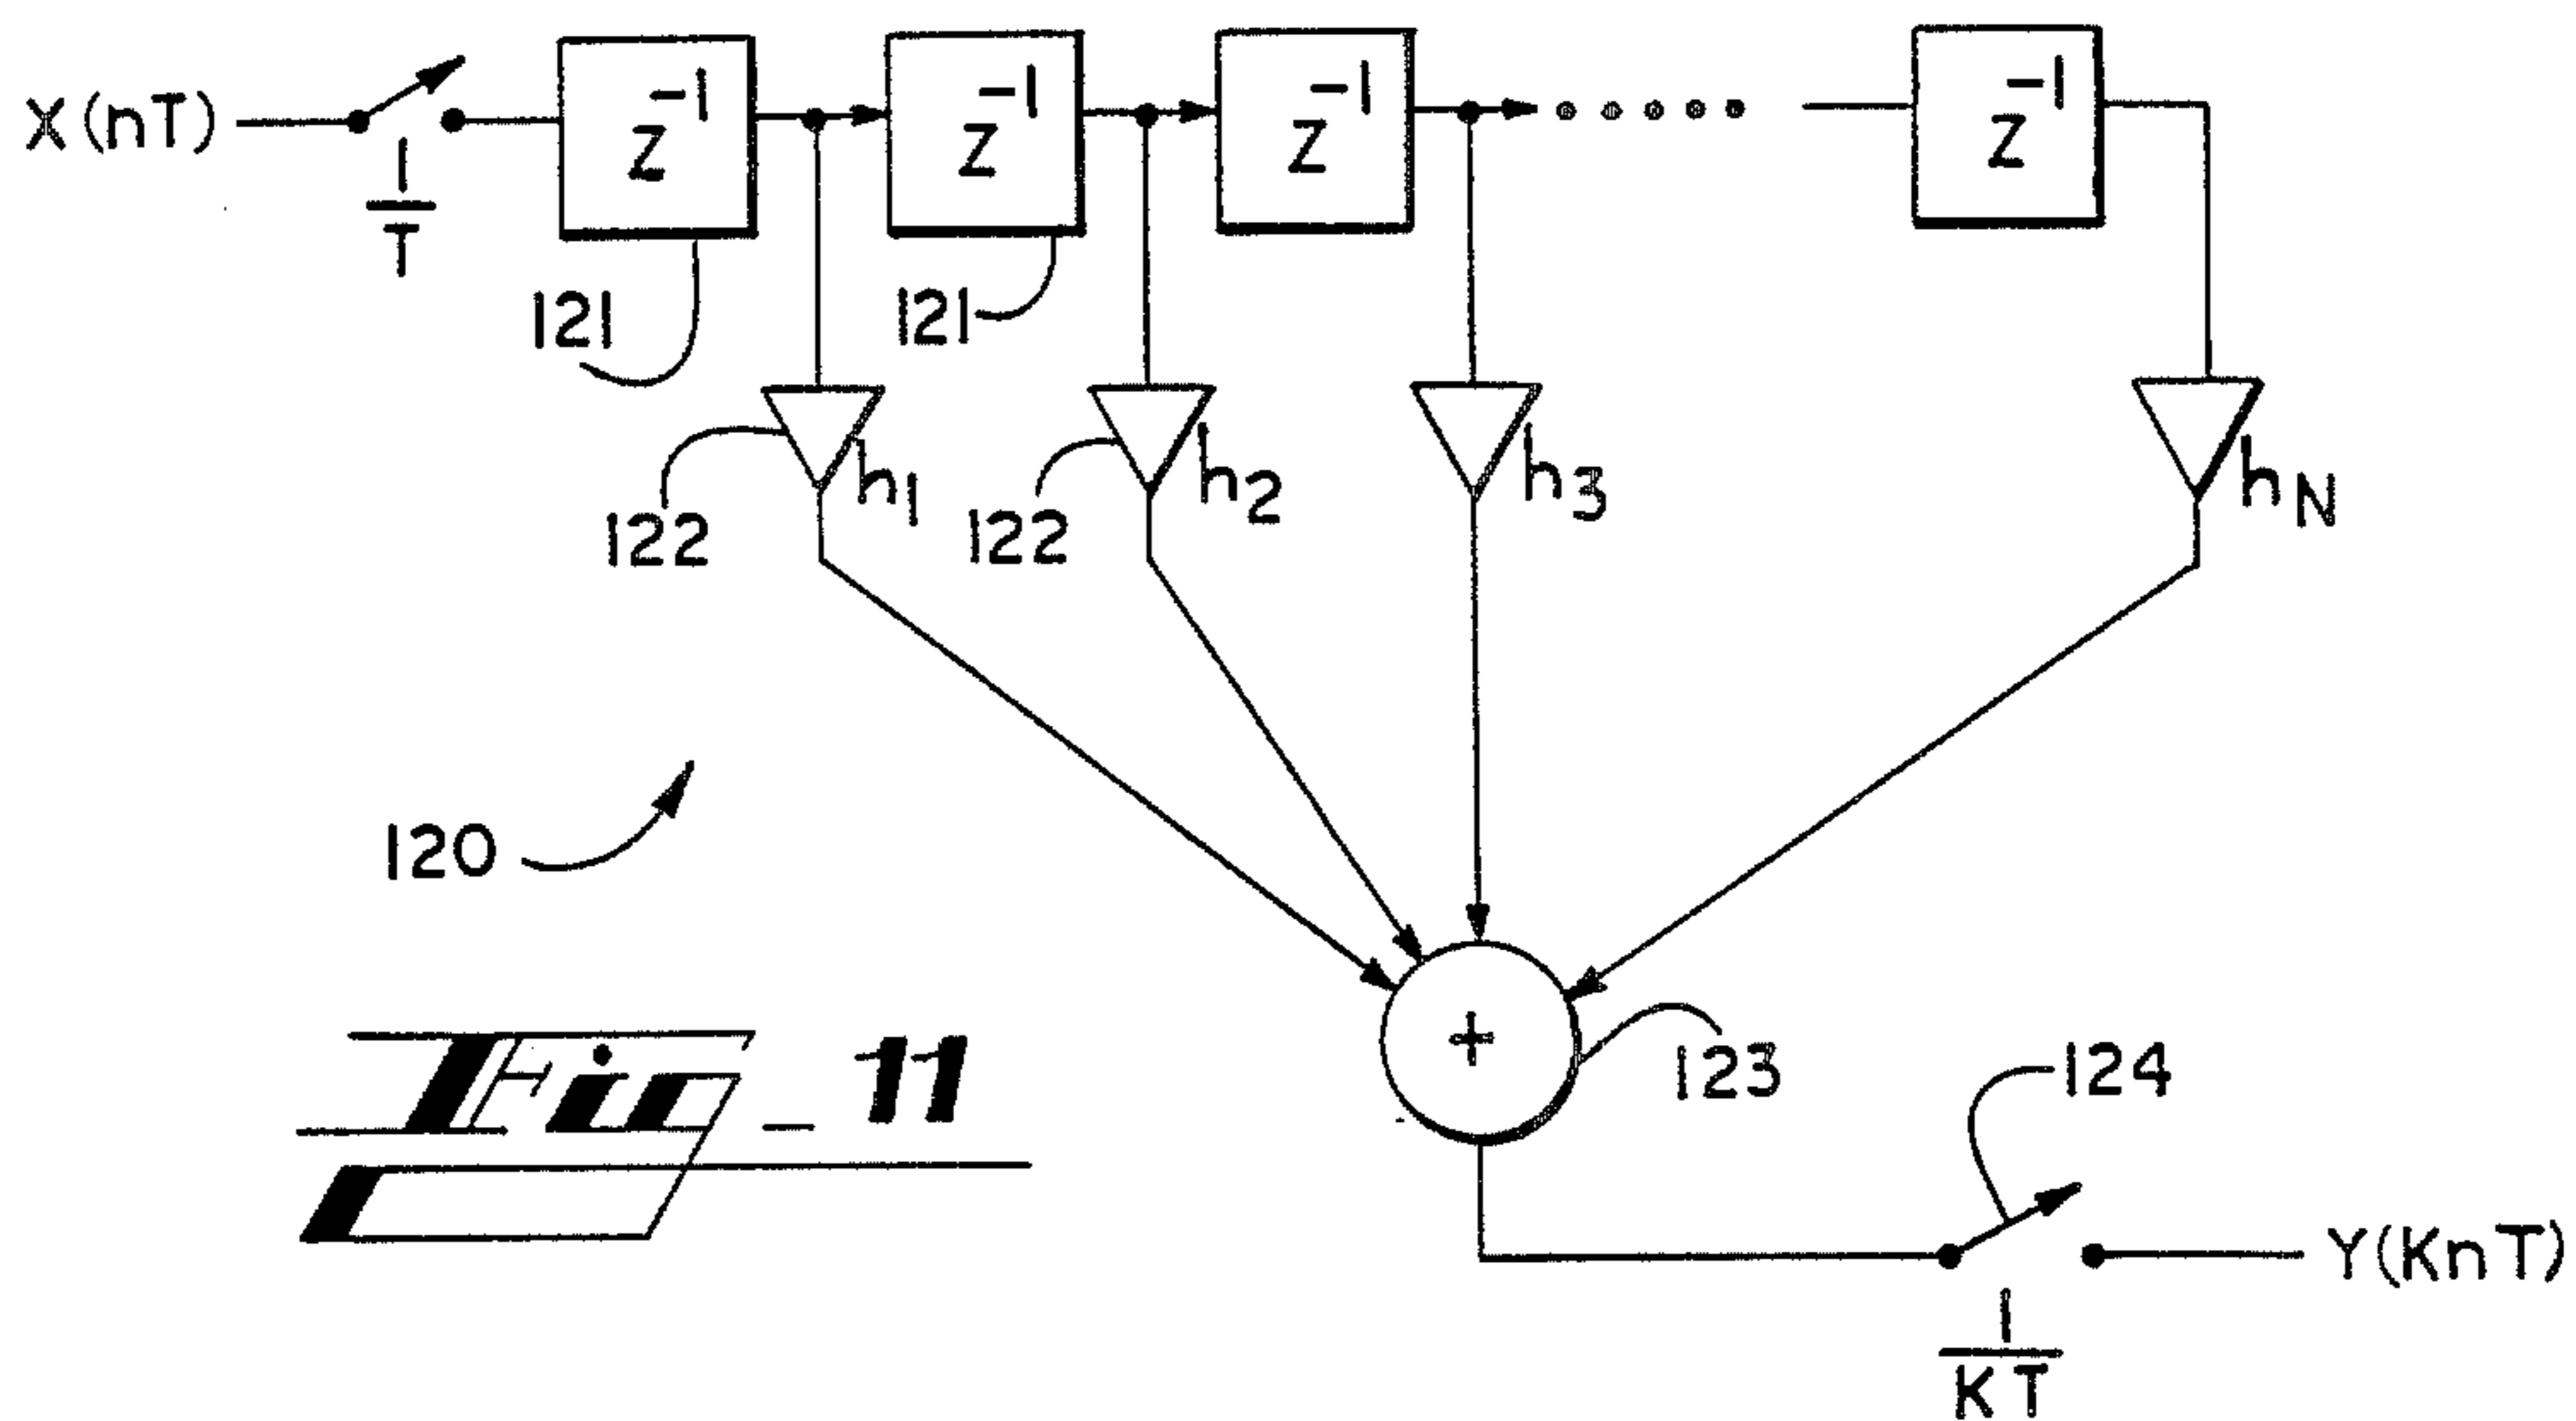 X(nT)
1/T
z⁻¹
z⁻¹
z⁻¹
z⁻¹
121
121
122
h₁
122
h₂
h₃
h_N
120
+
123
124
Fig_11
Y(KnT)
1/KT